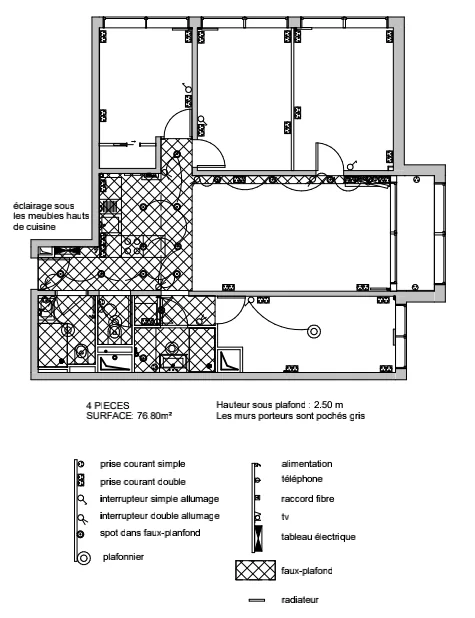 éclairage sous
les meubles hauts
de cuisine
4 PIECES
SURFACE: 76.80m²
Hauteur sous plafond : 2.50 m
Les murs porteurs sont pochés gris
prise courant simple
prise courant double
interrupteur simple allumage
interrupteur double allumage
spot dans faux-planfond
plafonnier
alimentation
téléphone
raccord fibre
tv
tableau électrique
faux-plafond
radiateur